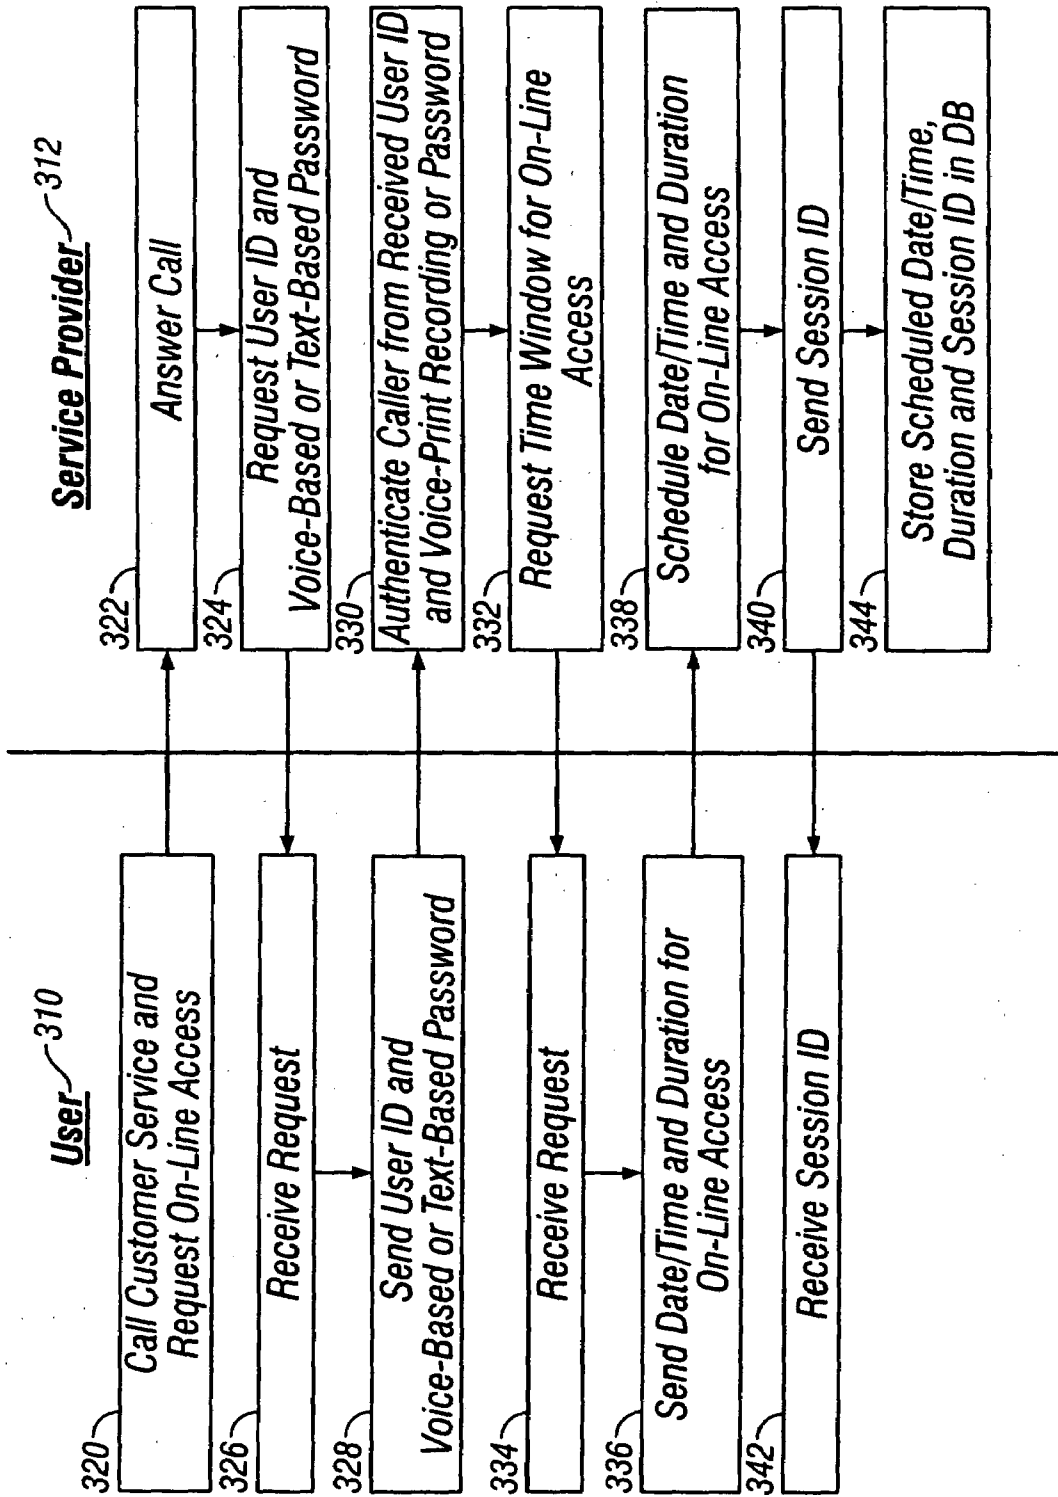 User 310
Service Provider 312
320
Call Customer Service and
Request On-Line Access
322
Answer Call
324
Request User ID and
Voice-Based or Text-Based Password
326
Receive Request
328
Send User ID and
Voice-Based or Text-Based Password
330
Authenticate Caller from Received User ID
and Voice-Print Recording or Password
332
Request Time Window for On-Line
Access
334
Receive Request
336
Send Date/Time and Duration for
On-Line Access
338
Schedule Date/Time and Duration
for On-Line Access
340
Send Session ID
342
Receive Session ID
344
Store Scheduled Date/Time,
Duration and Session ID in DB